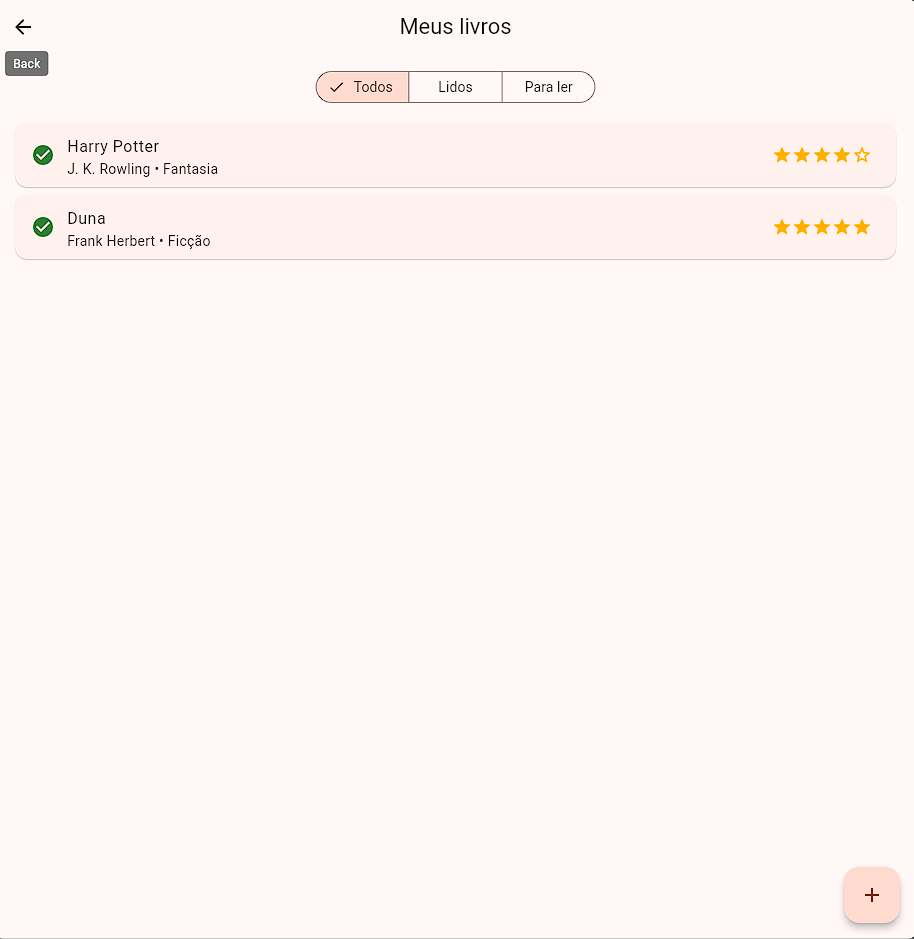 Meus livros
Back
Todos
Lidos
Para ler
Harry Potter
J. K. Rowling • Fantasia
Duna
Frank Herbert • Ficção